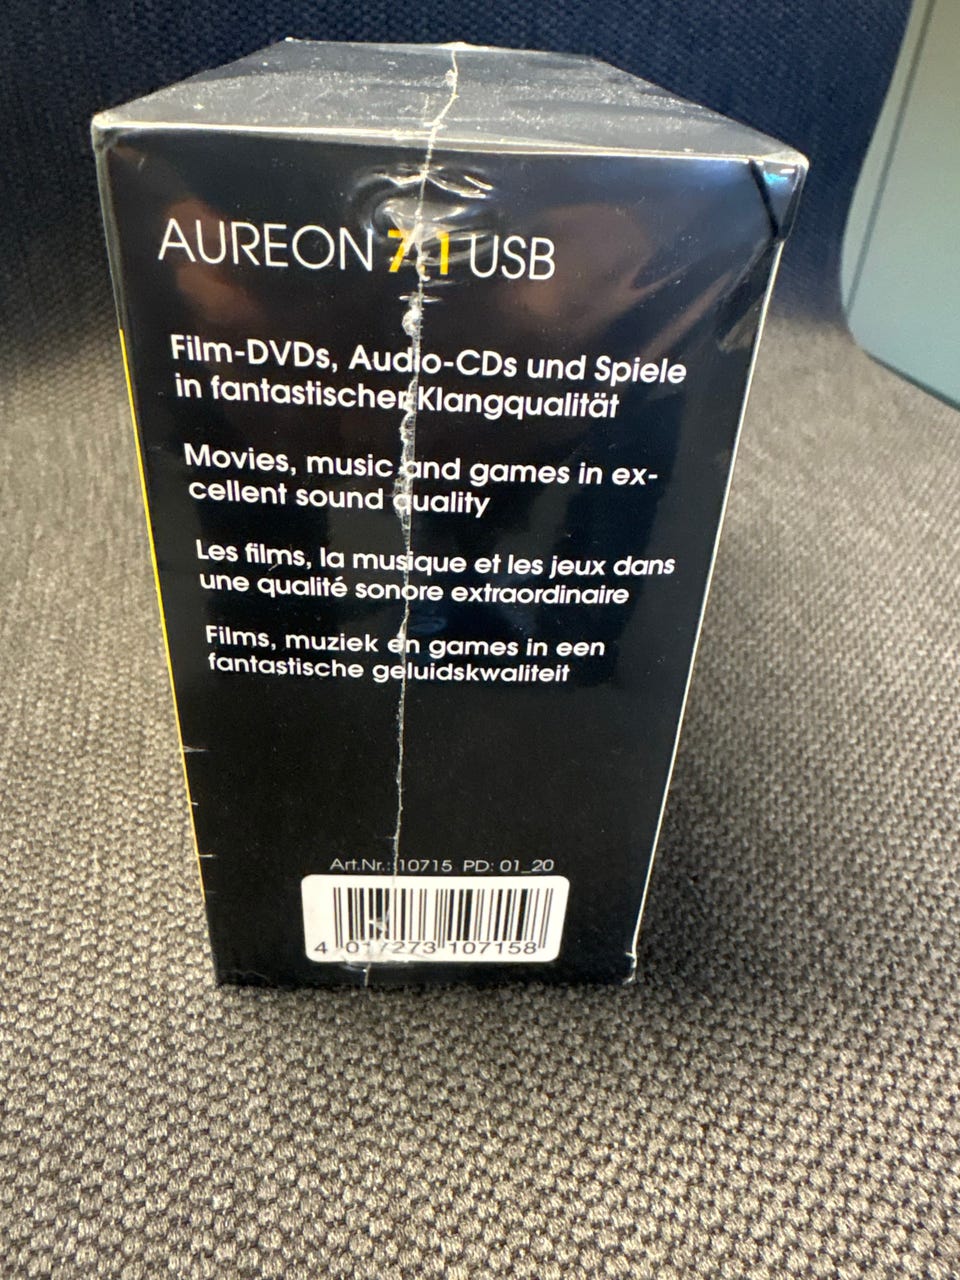 AUREON 7.1 USB
Film-DVDs, Audio-CDs und Spiele
in fantastischer Klangqualität
Movies, music and games in ex-
cellent sound quality
Les films, la musique et les jeux dans
une qualité sonore extraordinaire
Films, muziek en games in een
fantastische geluidskwaliteit
Art.Nr.: 10715 PD: 01_20
4 017273 107158